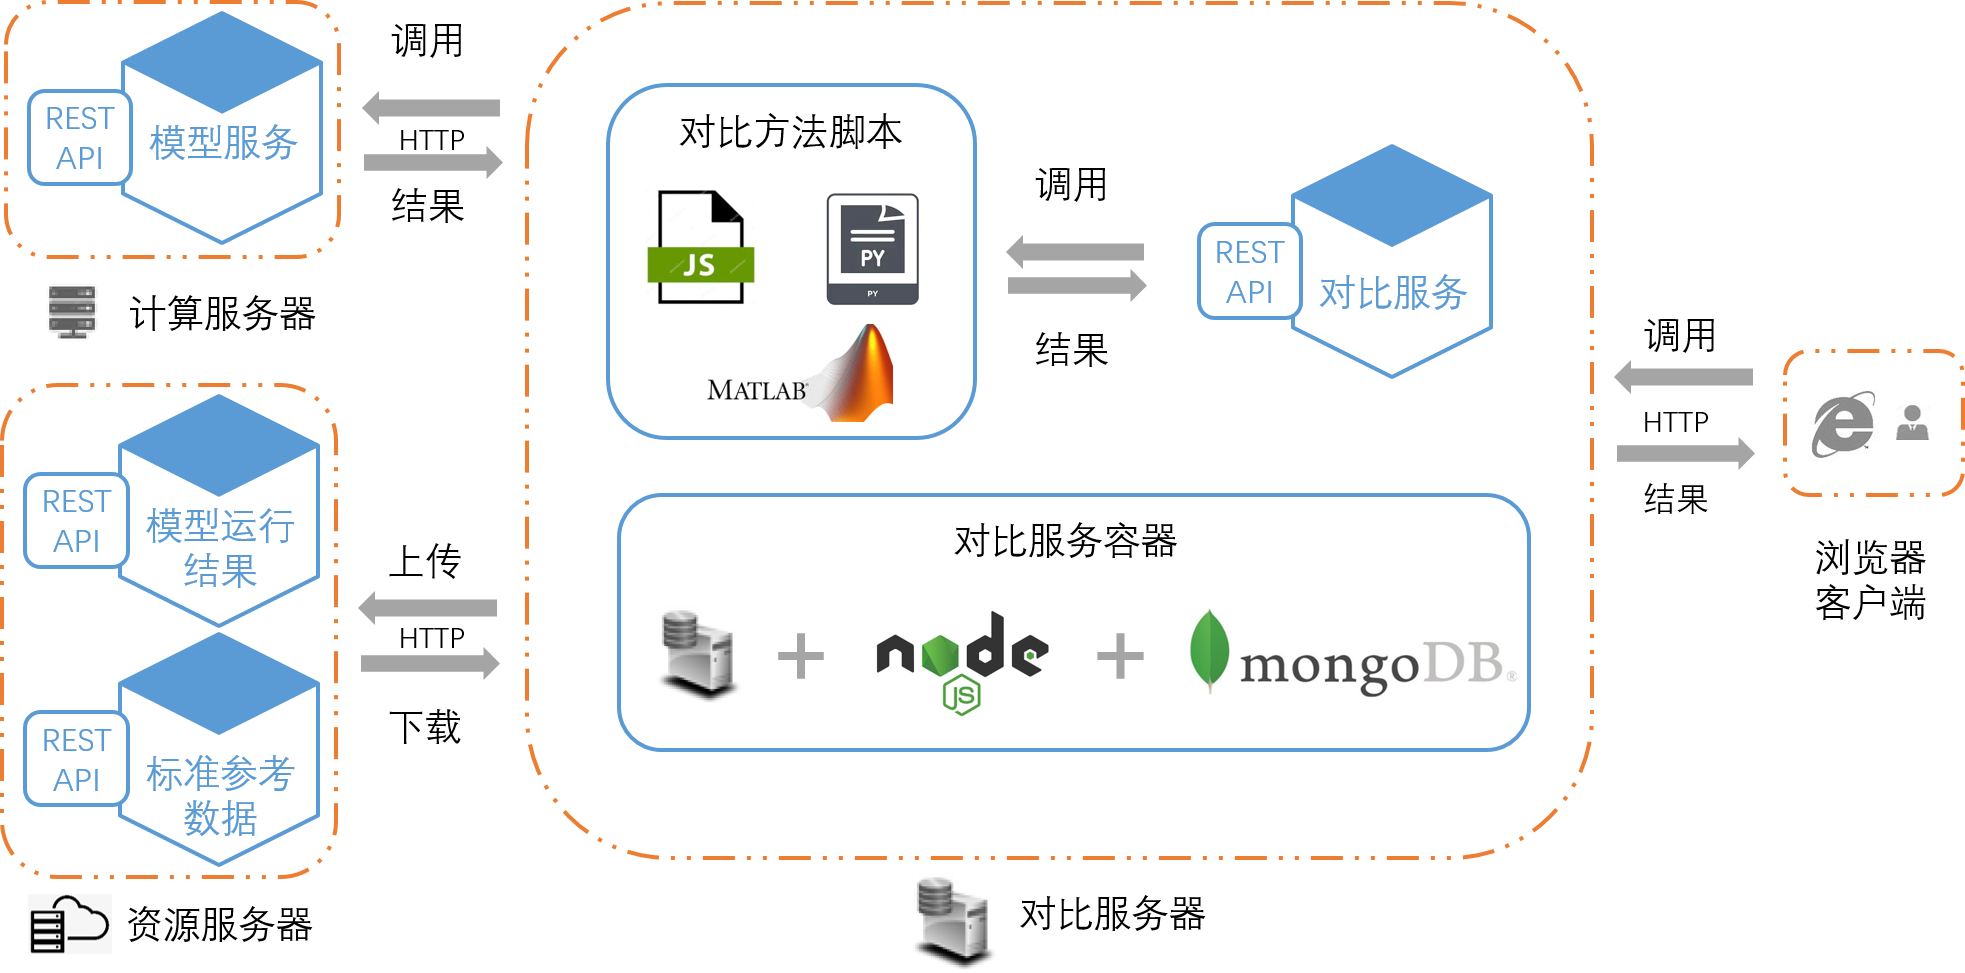 REST
API
模型服务
计算服务器
调用
HTTP
结果
REST
API
模型运行
结果
REST
API
标准参考
数据
资源服务器
上传
HTTP
下载
对比方法脚本
JS
PY
PY
MATLAB®
调用
结果
REST
API
对比服务
对比服务容器
node
JS
mongoDB®
对比服务器
调用
HTTP
结果
浏览器
客户端